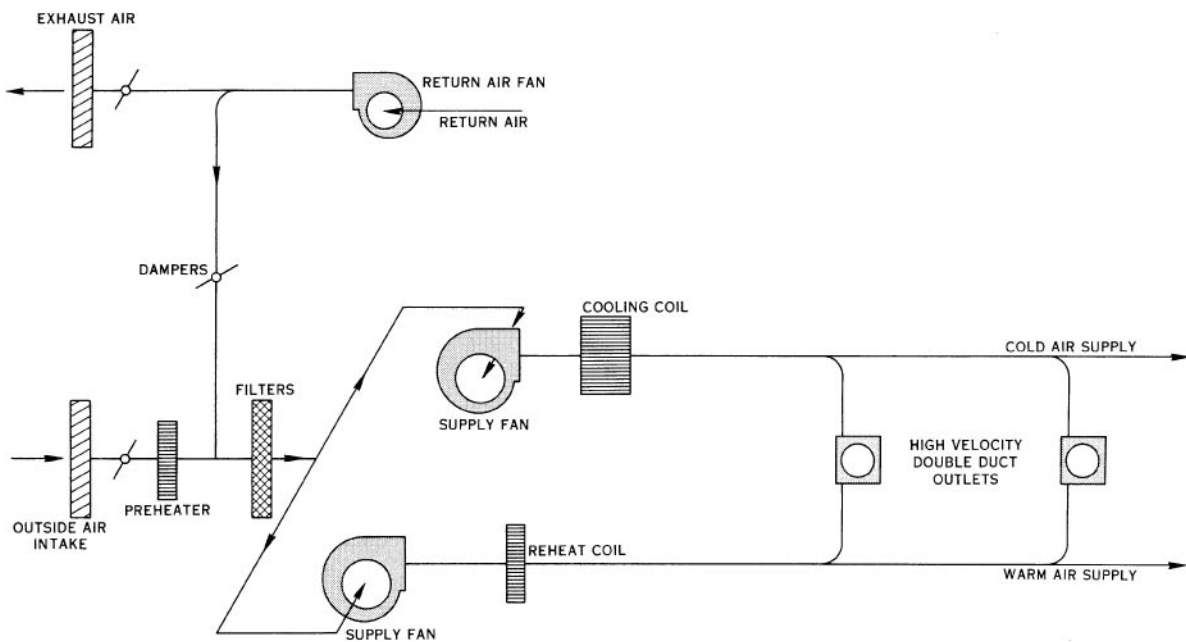 EXHAUST AIR
RETURN AIR FAN
RETURN AIR
DAMPERS
COOLING COIL
COLD AIR SUPPLY
FILTERS
SUPPLY FAN
HIGH VELOCITY
DOUBLE DUCT
OUTLETS
PREHEATER
OUTSIDE AIR
INTAKE
REHEAT COIL
WARM AIR SUPPLY
SUPPLY FAN